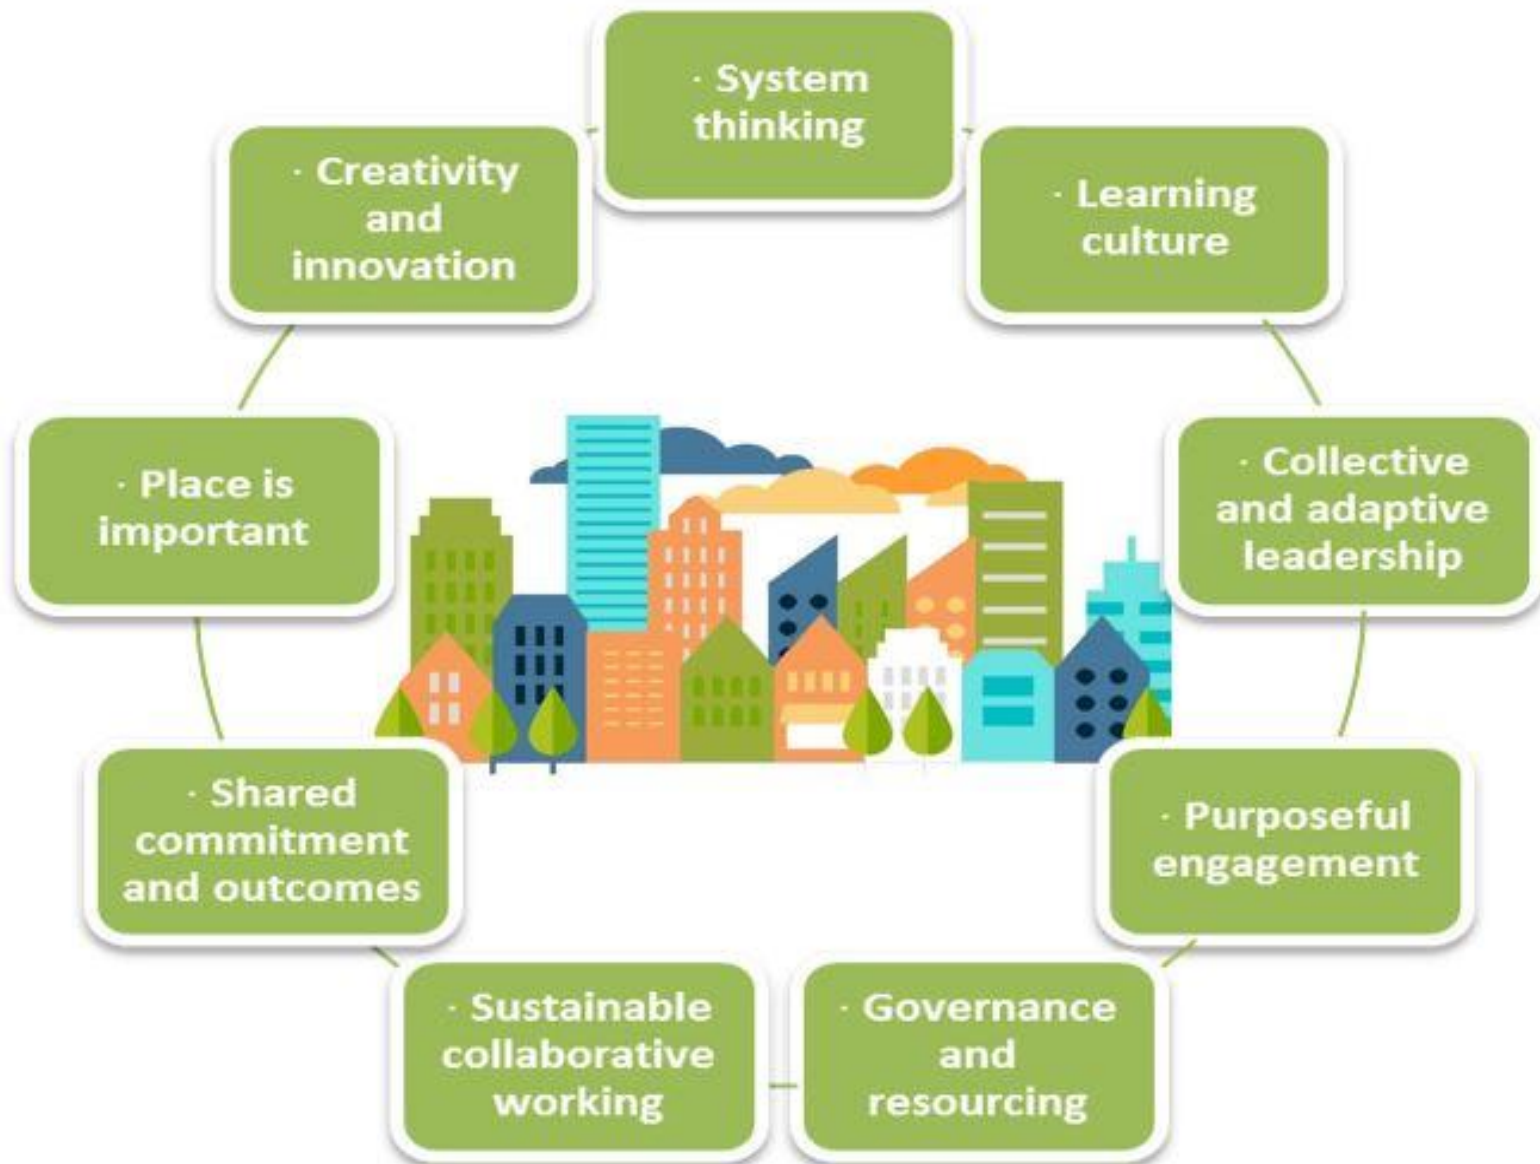 · System
thinking
· Learning
culture
· Collective
and adaptive
leadership
· Purposeful
engagement
· Governance
and
resourcing
· Sustainable
collaborative
working
· Shared
commitment
and outcomes
· Place is
important
· Creativity
and
innovation